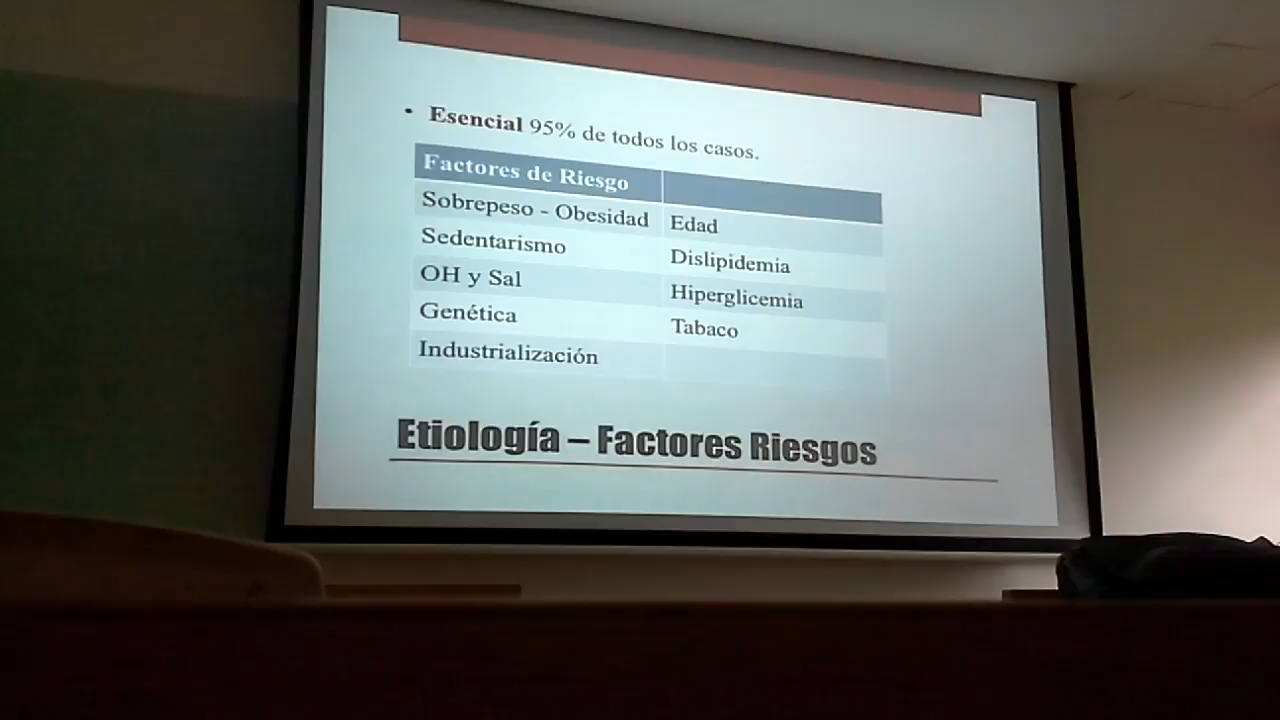 • Esencial 95% de todos los casos.
Factores de Riesgo
Sobrepeso - Obesidad Edad
Sedentarismo Dislipidemia
OH y Sal Hiperglicemia
Genética Tabaco
Industrialización
Etiología – Factores Riesgos